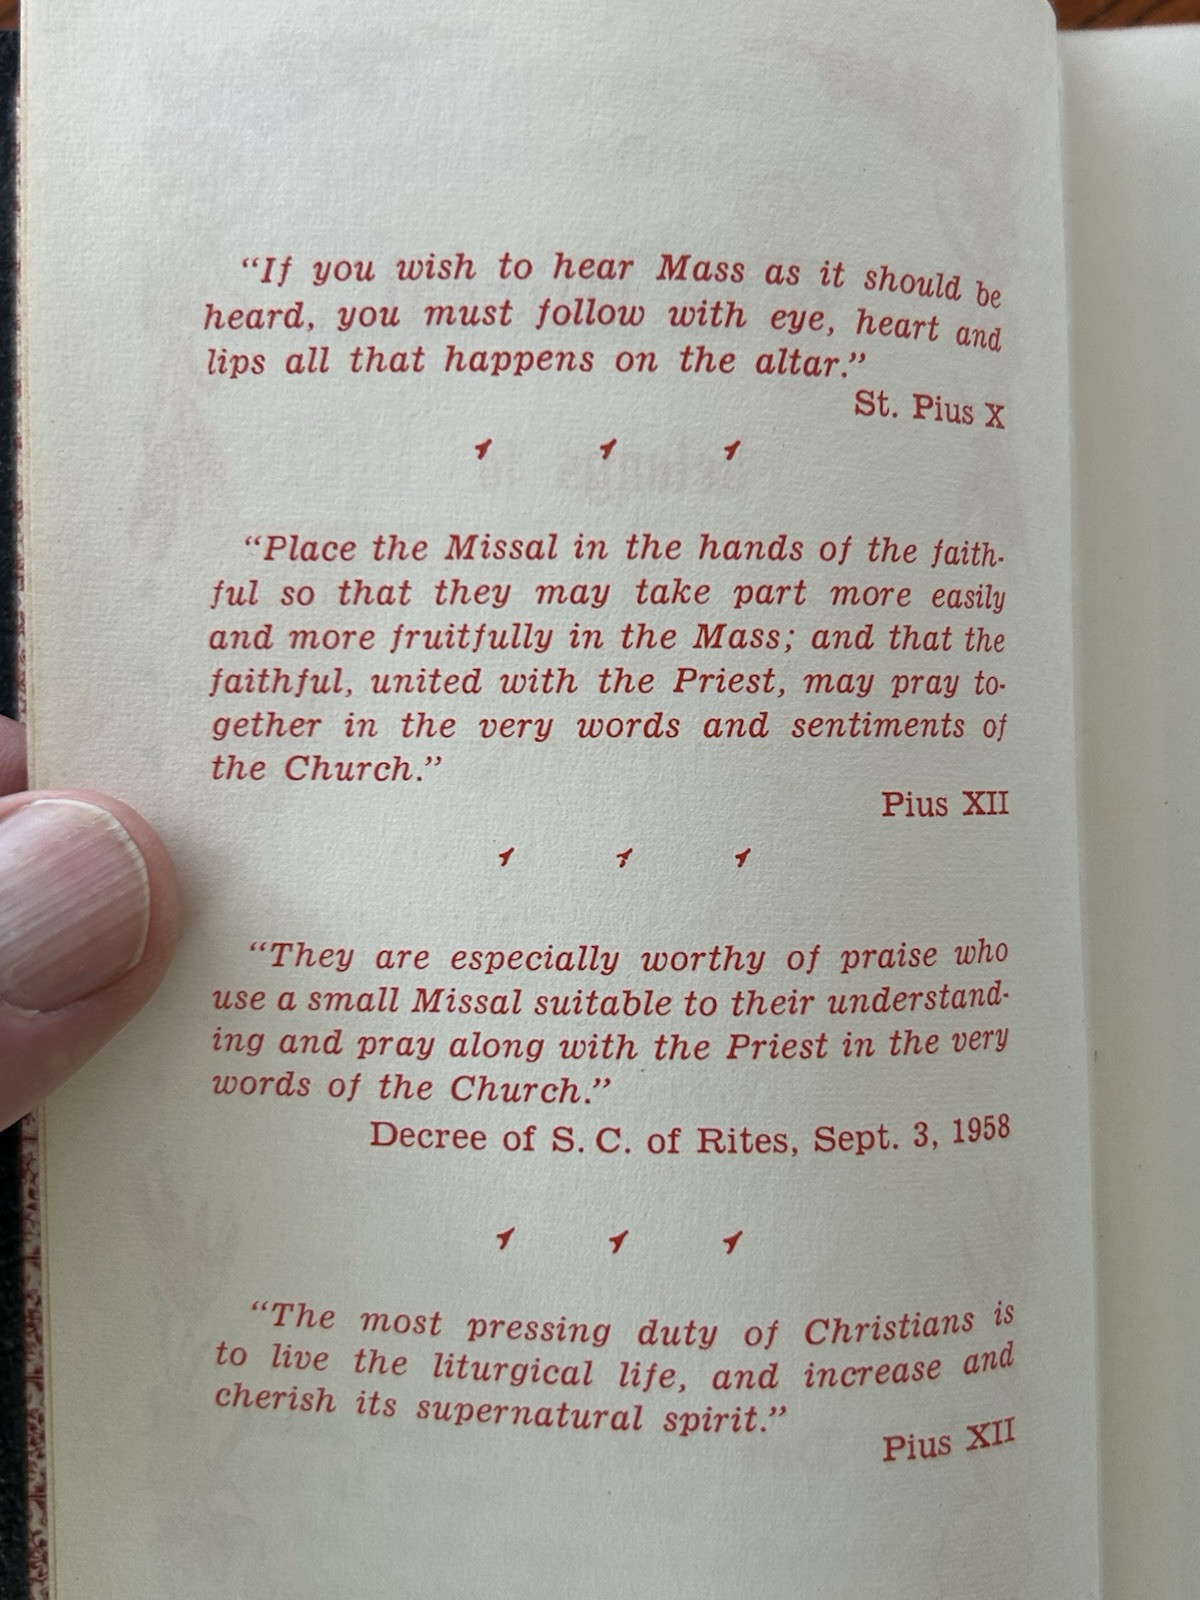 “If you wish to hear Mass as it should be
heard, you must follow with eye, heart and
lips all that happens on the altar.”
St. Pius X
“Place the Missal in the hands of the faith-
ful so that they may take part more easily
and more fruitfully in the Mass; and that the
faithful, united with the Priest, may pray to-
gether in the very words and sentiments of
the Church.”
Pius XII
“They are especially worthy of praise who
use a small Missal suitable to their understand-
ing and pray along with the Priest in the very
words of the Church.”
Decree of S. C. of Rites, Sept. 3, 1958
“The most pressing duty of Christians is
to live the liturgical life, and increase and
cherish its supernatural spirit.”
Pius XII